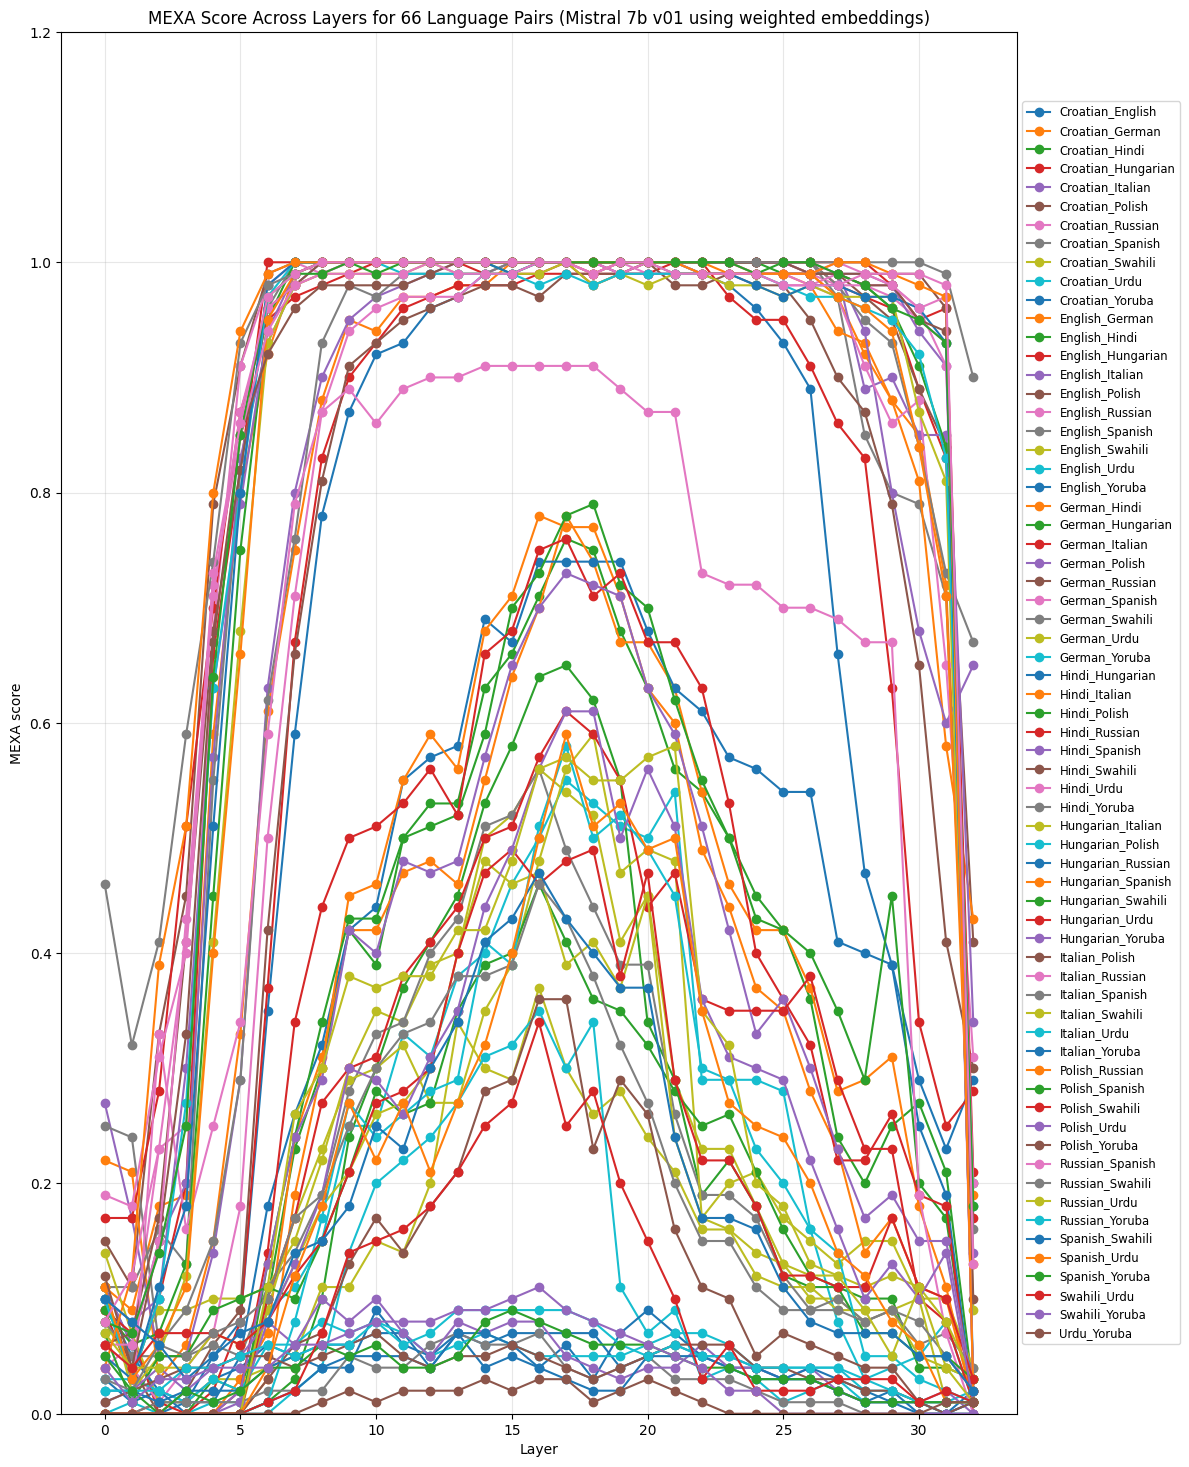 MEXA Score Across Layers for 66 Language Pairs (Mistral 7b v01 using weighted embeddings)
MEXA score
1.2
1.0
0.8
0.6
0.4
0.2
0.0
0
5
10
15
20
25
30
Layer
Croatian_English
Croatian_German
Croatian_Hindi
Croatian_Hungarian
Croatian_Italian
Croatian_Polish
Croatian_Russian
Croatian_Spanish
Croatian_Swahili
Croatian_Urdu
Croatian_Yoruba
English_German
English_Hindi
English_Hungarian
English_Italian
English_Polish
English_Russian
English_Spanish
English_Swahili
English_Urdu
English_Yoruba
German_Hindi
German_Hungarian
German_Italian
German_Polish
German_Russian
German_Spanish
German_Swahili
German_Urdu
German_Yoruba
Hindi_Hungarian
Hindi_Italian
Hindi_Polish
Hindi_Russian
Hindi_Spanish
Hindi_Swahili
Hindi_Urdu
Hindi_Yoruba
Hungarian_Italian
Hungarian_Polish
Hungarian_Russian
Hungarian_Spanish
Hungarian_Swahili
Hungarian_Urdu
Hungarian_Yoruba
Italian_Polish
Italian_Russian
Italian_Spanish
Italian_Swahili
Italian_Urdu
Italian_Yoruba
Polish_Russian
Polish_Spanish
Polish_Swahili
Polish_Urdu
Polish_Yoruba
Russian_Spanish
Russian_Swahili
Russian_Urdu
Russian_Yoruba
Spanish_Swahili
Spanish_Urdu
Spanish_Yoruba
Swahili_Urdu
Swahili_Yoruba
Urdu_Yoruba